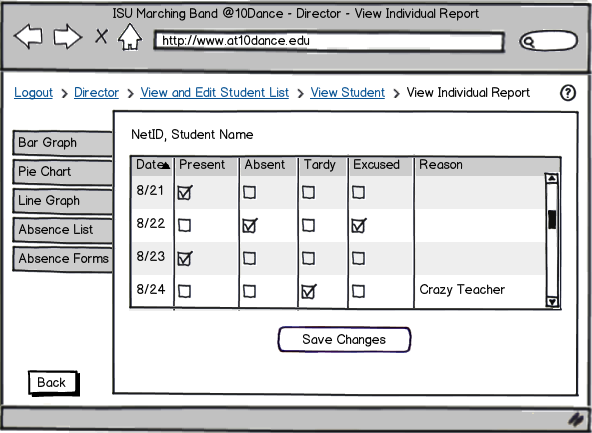 ISU Marching Band @10Dance - Director - View Individual Report
http://www.at10dance.edu
Logout > Director > View and Edit Student List > View Student > View Individual Report ?
NetID, Student Name
Bar Graph
Pie Chart
Line Graph
Absence List
Absence Forms
Date Present Absent Tardy Excused Reason
8/21
8/22
8/23
8/24 Crazy Teacher
Save Changes
Back